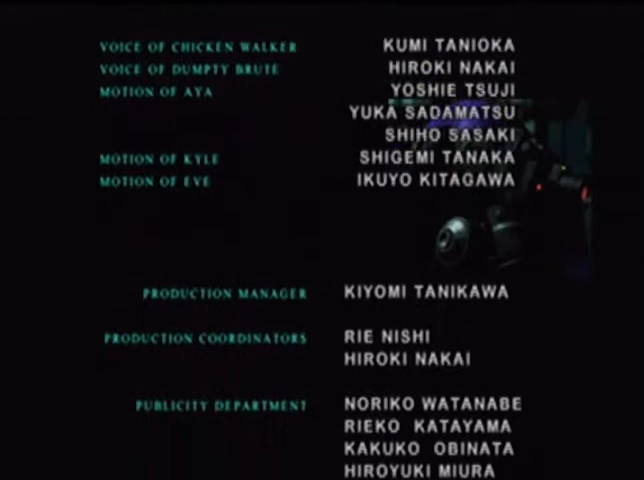 VOICE OF CHICKEN WALKER KUMI TANIOKA
VOICE OF DUMPTY BRUTE HIROKI NAKAI
MOTION OF AYA YOSHIE TSUJI
YUKA SADAMATSU
SHIHO SASAKI
MOTION OF KYLE SHIGEMI TANAKA
MOTION OF EVE IKUYO KITAGAWA
PRODUCTION MANAGER KIYOMI TANIKAWA
PRODUCTION COORDINATORS RIE NISHI
HIROKI NAKAI
PUBLICITY DEPARTMENT NORIKO WATANABE
RIEKO KATAYAMA
KAKUKO OBINATA
HIROYUKI MIURA